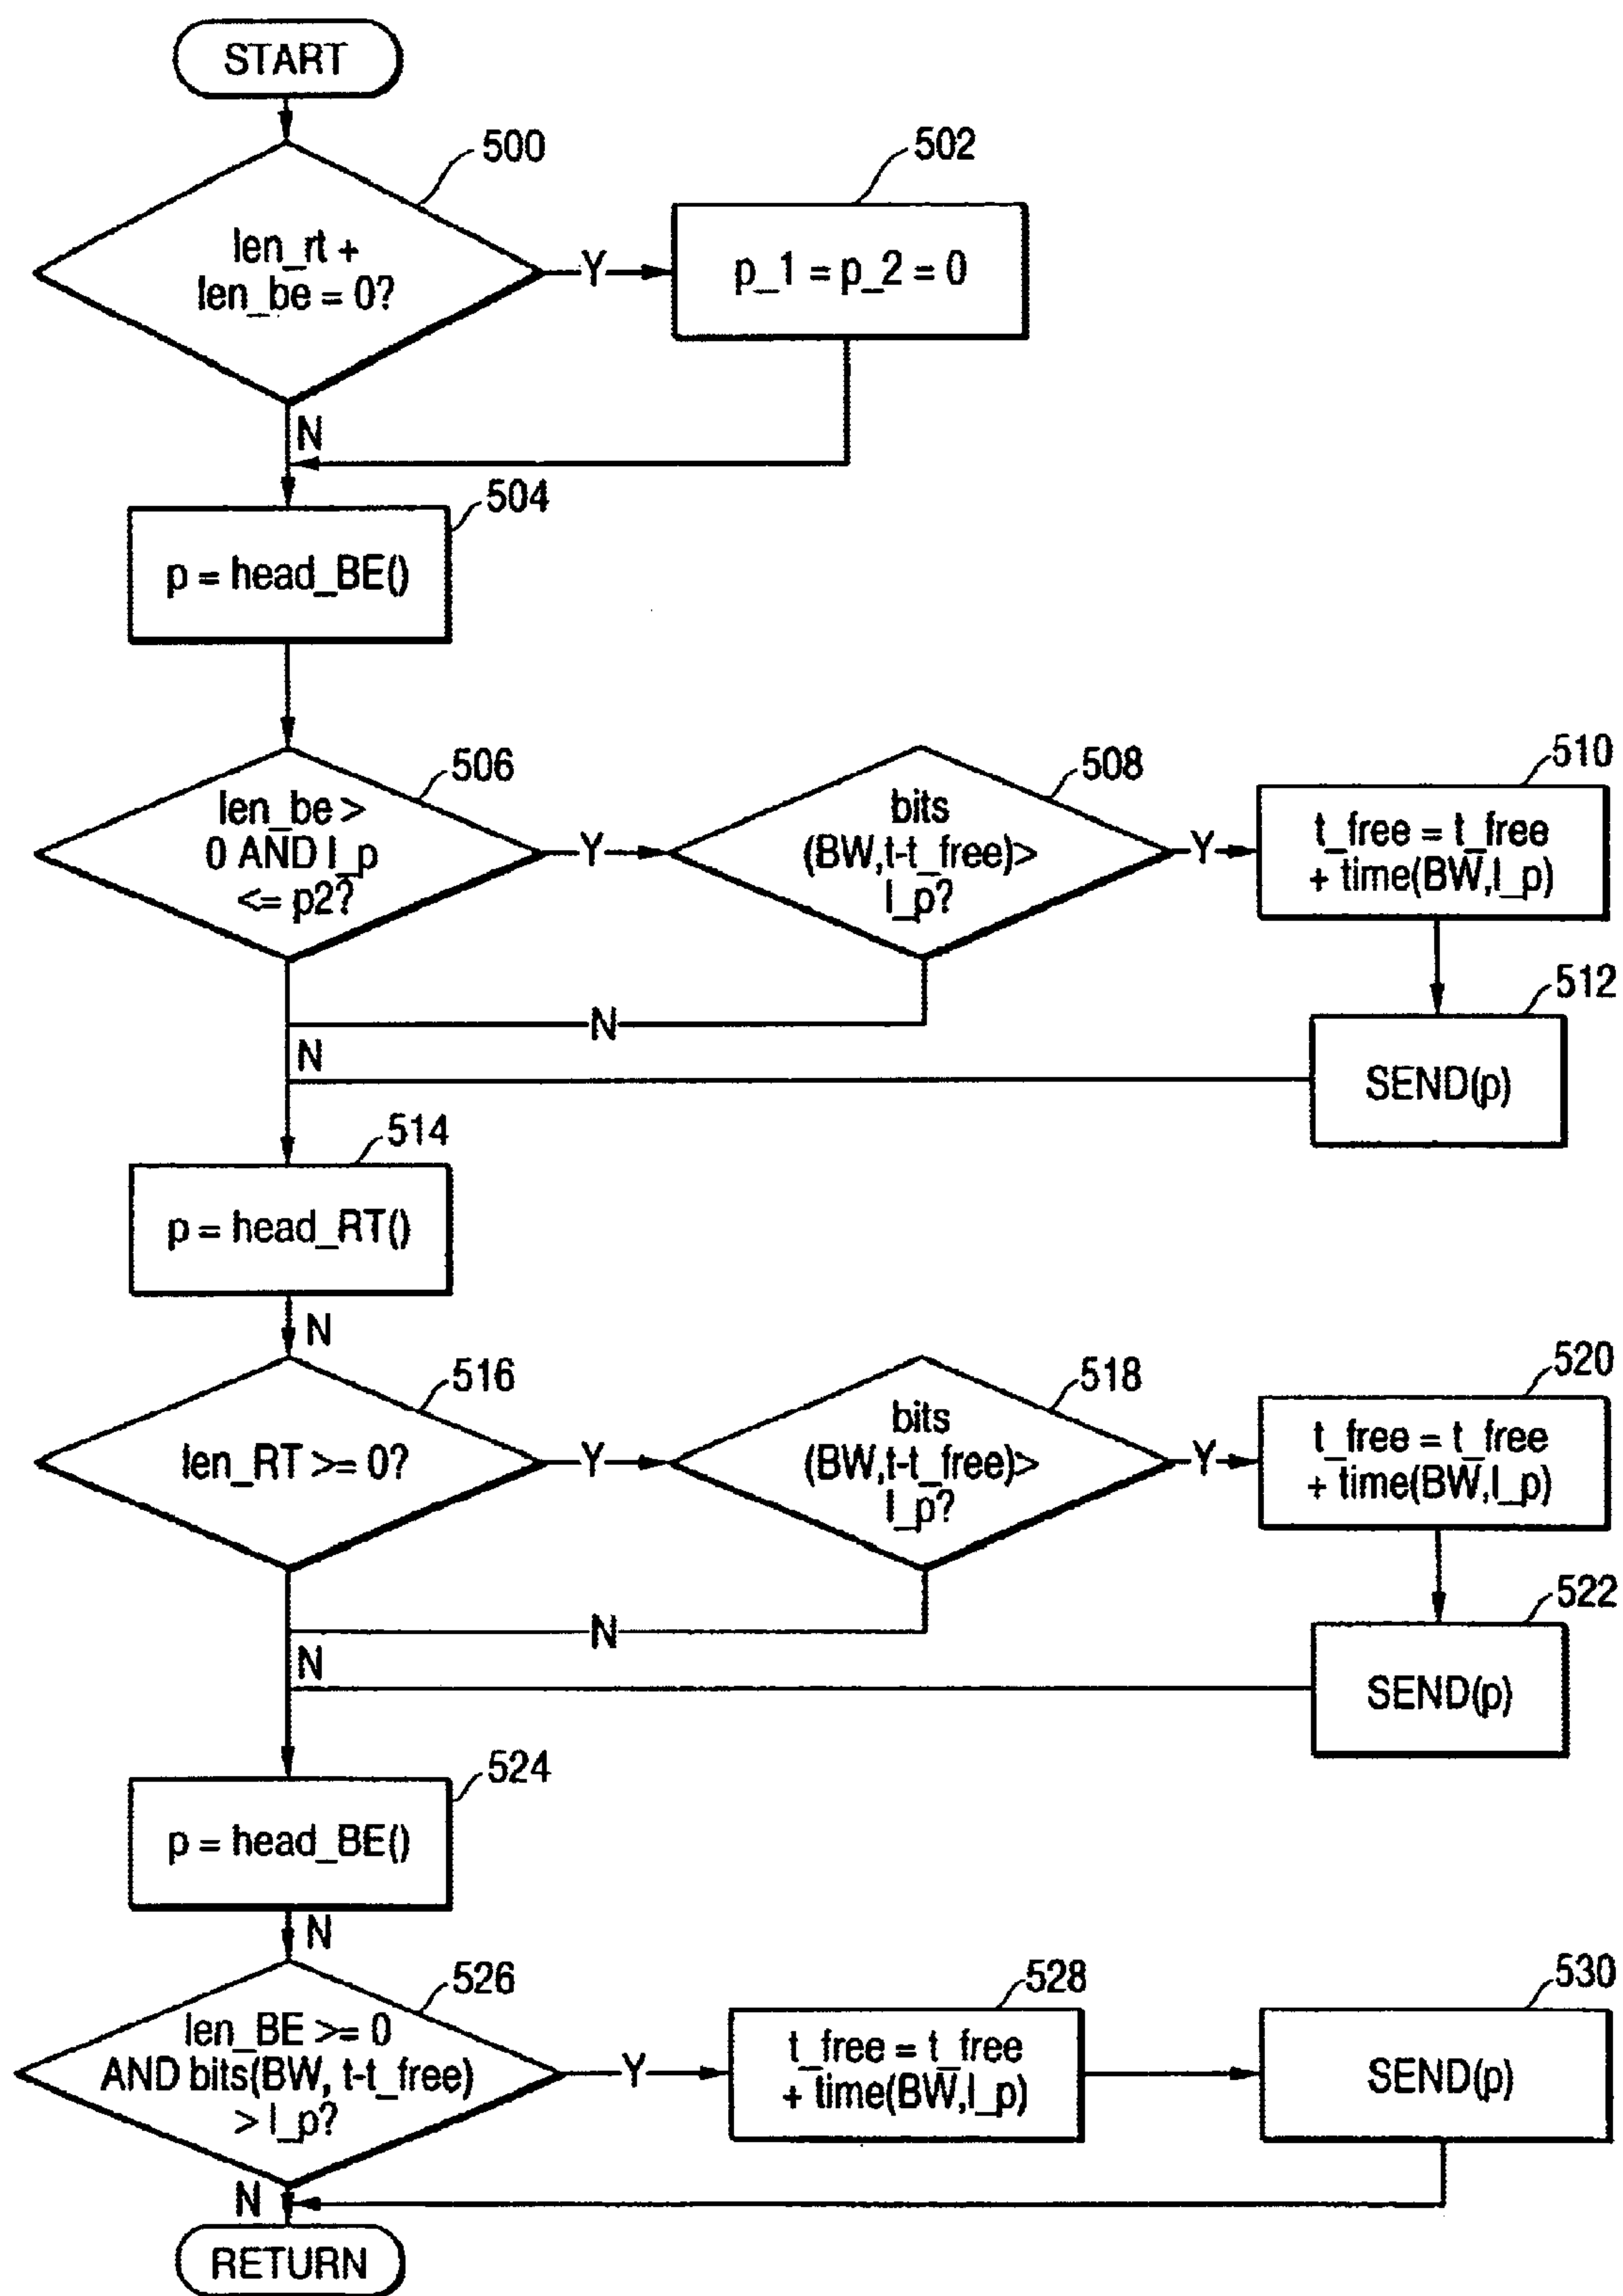 START
500
len_rt +
len_be = 0?
Y
502
p_1 = p_2 = 0
N
504
p = head_BE()
506
len_be >
0 AND l_p
<= p2?
Y
508
bits
(BW,t-t_free)>
l_p?
Y
510
t_free = t_free
+ time(BW,l_p)
N
N
512
SEND(p)
514
p = head_RT()
N
516
len_RT >= 0?
Y
518
bits
(BW,t-t_free)>
l_p?
Y
520
t_free = t_free
+ time(BW,l_p)
N
N
522
SEND(p)
524
p = head_BE()
N
526
len_BE >= 0
AND bits(BW, t-t_free)
> l_p?
Y
528
t_free = t_free
+ time(BW,l_p)
530
SEND(p)
N
RETURN